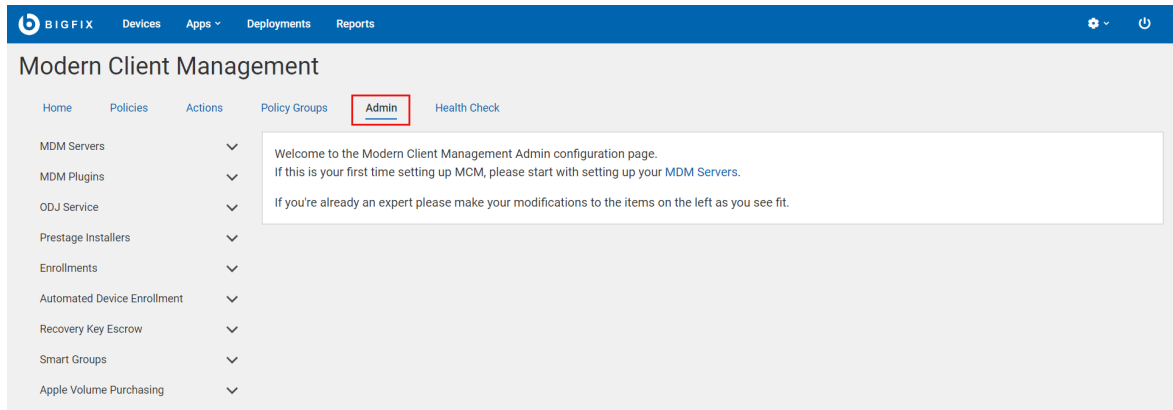 BIGFIX Devices Apps Deployments Reports
Modern Client Management
Home Policies Actions Policy Groups Admin Health Check
MDM Servers
MDM Plugins
ODJ Service
Prestage Installers
Enrollments
Automated Device Enrollment
Recovery Key Escrow
Smart Groups
Apple Volume Purchasing
Welcome to the Modern Client Management Admin configuration page.
If this is your first time setting up MCM, please start with setting up your MDM Servers.
If you're already an expert please make your modifications to the items on the left as you see fit.